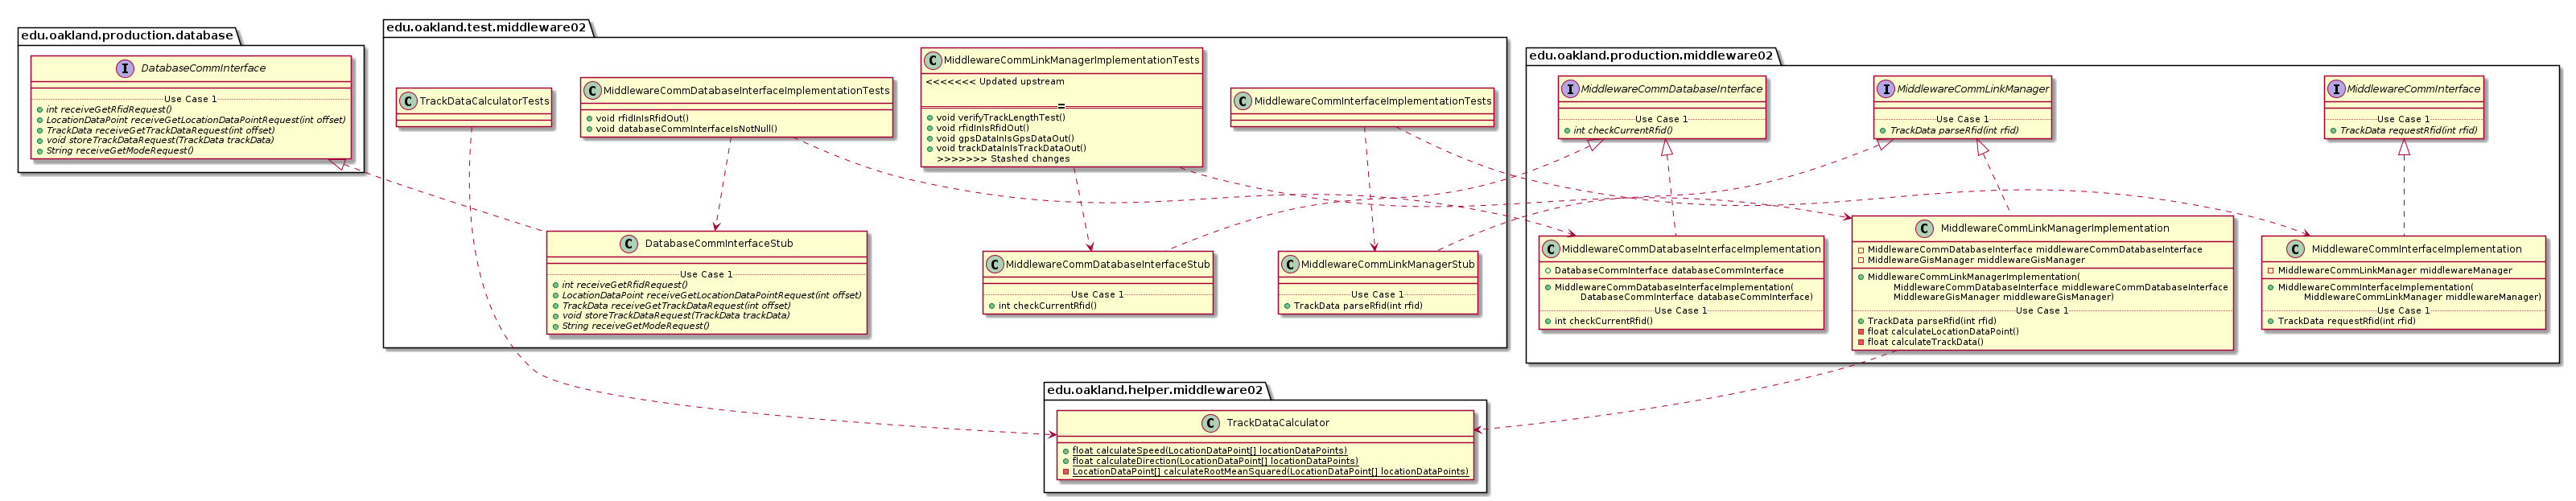 edu.oakland.production.database
I DatabaseCommInterface
Use Case 1
int receiveGetRfidRequest()
LocationDataPoint receiveGetLocationDataPointRequest(int offset)
TrackData receiveGetTrackDataRequest(int offset)
void storeTrackDataRequest(TrackData trackData)
String receiveGetModeRequest()
edu.oakland.test.middleware02
C TrackDataCalculatorTests
C MiddlewareCommDatabaseInterfaceImplementationTests
void rfidInIsRfidOut()
void databaseCommInterfaceIsNotNull()
C MiddlewareCommLinkManagerImplementationTests
<<<<<<< Updated upstream
=
void verifyTrackLengthTest()
void rfidInIsRfidOut()
void gpsDataInIsGpsDataOut()
void trackDataInIsTrackDataOut()
>>>>>>> Stashed changes
C MiddlewareCommInterfaceImplementationTests
C DatabaseCommInterfaceStub
Use Case 1
int receiveGetRfidRequest()
LocationDataPoint receiveGetLocationDataPointRequest(int offset)
TrackData receiveGetTrackDataRequest(int offset)
void storeTrackDataRequest(TrackData trackData)
String receiveGetModeRequest()
C MiddlewareCommDatabaseInterfaceStub
Use Case 1
int checkCurrentRfid()
C MiddlewareCommLinkManagerStub
Use Case 1
TrackData parseRfid(int rfid)
edu.oakland.production.middleware02
I MiddlewareCommDatabaseInterface
Use Case 1
int checkCurrentRfid()
I MiddlewareCommLinkManager
Use Case 1
TrackData parseRfid(int rfid)
I MiddlewareCommInterface
Use Case 1
TrackData requestRfid(int rfid)
C MiddlewareCommDatabaseInterfaceImplementation
DatabaseCommInterface databaseCommInterface
MiddlewareCommDatabaseInterfaceImplementation(
DatabaseCommInterface databaseCommInterface)
Use Case 1
int checkCurrentRfid()
C MiddlewareCommLinkManagerImplementation
MiddlewareCommDatabaseInterface middlewareCommDatabaseInterface
MiddlewareGisManager middlewareGisManager
MiddlewareCommLinkManagerImplementation(
MiddlewareCommDatabaseInterface middlewareCommDatabaseInterface
MiddlewareGisManager middlewareGisManager)
Use Case 1
TrackData parseRfid(int rfid)
float calculateLocationDataPoint()
float calculateTrackData()
C MiddlewareCommInterfaceImplementation
MiddlewareCommLinkManager middlewareManager
MiddlewareCommInterfaceImplementation(
MiddlewareCommLinkManager middlewareManager)
Use Case 1
TrackData requestRfid(int rfid)
edu.oakland.helper.middleware02
C TrackDataCalculator
float calculateSpeed(LocationDataPoint[] locationDataPoints)
float calculateDirection(LocationDataPoint[] locationDataPoints)
LocationDataPoint[] calculateRootMeanSquared(LocationDataPoint[] locationDataPoints)